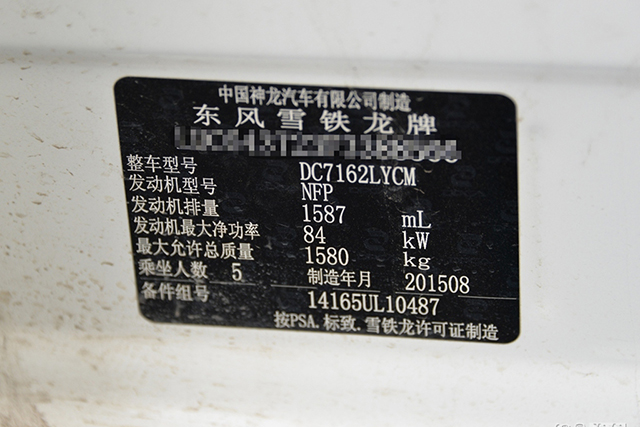 中国神龙汽车有限公司制造
东风雪铁龙牌
整车型号 DC7162LYCM
发动机型号 NFP
发动机排量 1587 mL
发动机最大净功率 84 kW
最大允许总质量 1580 kg
乘坐人数 5 制造年月 201508
备件组号 14165UL10487
按PSA.标致.雪铁龙许可证制造